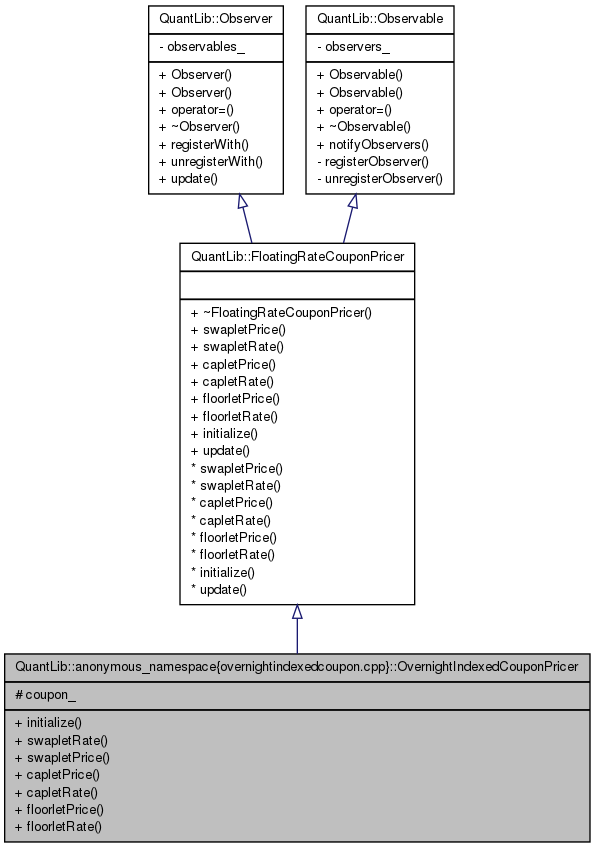 QuantLib::Observer
- observables_
+ Observer()
+ Observer()
+ operator=()
+ ~Observer()
+ registerWith()
+ unregisterWith()
+ update()
QuantLib::Observable
- observers_
+ Observable()
+ Observable()
+ operator=()
+ ~Observable()
+ notifyObservers()
- registerObserver()
- unregisterObserver()
QuantLib::FloatingRateCouponPricer
+ ~FloatingRateCouponPricer()
+ swapletPrice()
+ swapletRate()
+ capletPrice()
+ capletRate()
+ floorletPrice()
+ floorletRate()
+ initialize()
+ update()
* swapletPrice()
* swapletRate()
* capletPrice()
* capletRate()
* floorletPrice()
* floorletRate()
* initialize()
* update()
QuantLib::anonymous_namespace{overnightindexedcoupon.cpp}::OvernightIndexedCouponPricer
# coupon_
+ initialize()
+ swapletRate()
+ swapletPrice()
+ capletPrice()
+ capletRate()
+ floorletPrice()
+ floorletRate()